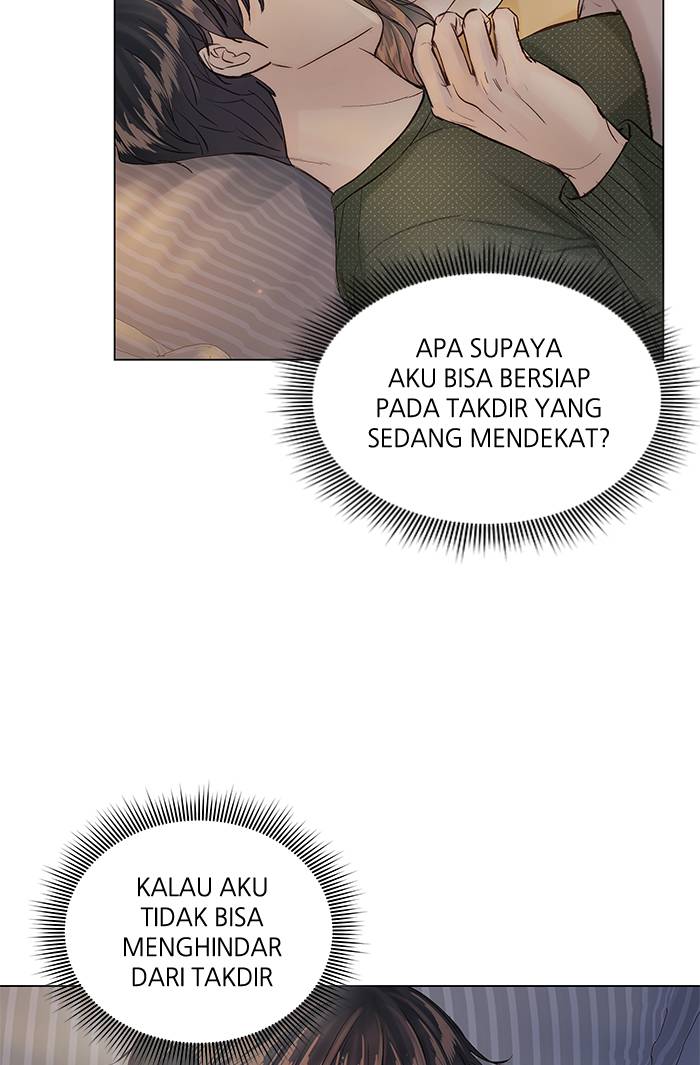 APA SUPAYA
AKU BISA BERSIAP
PADA TAKDIR YANG
SEDANG MENDEKAT?
KALAU AKU
TIDAK BISA
MENGHINDAR
DARI TAKDIR